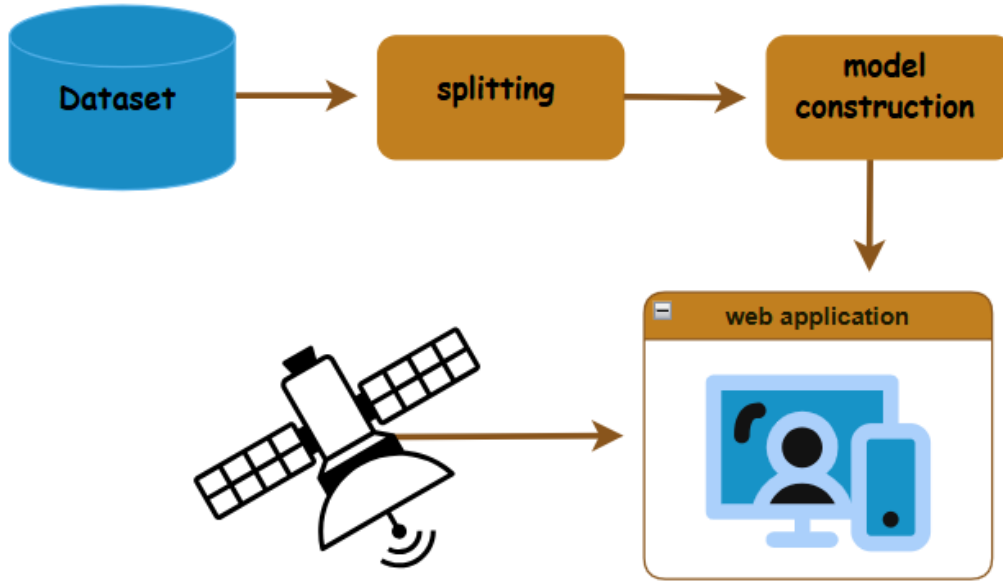 Dataset
splitting
model
construction
web application